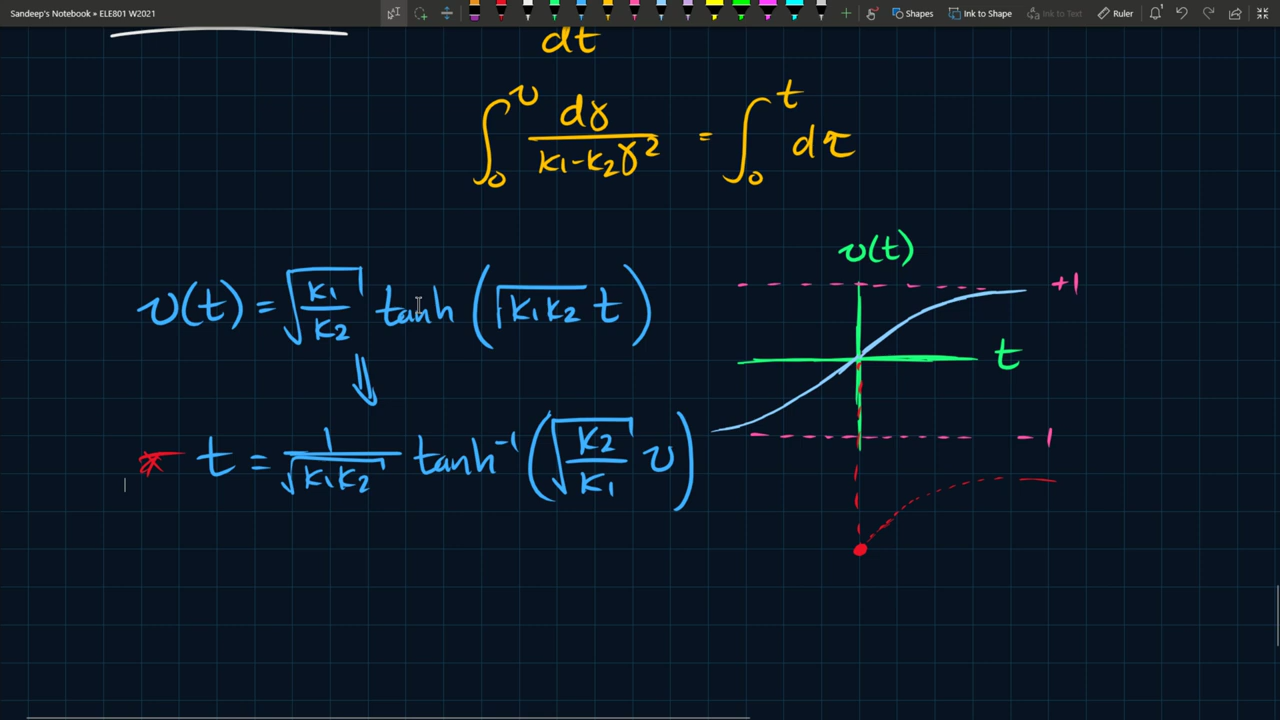 Sandeep's Notebook » ELE801 W2021
Shapes Ink to Shape Ink to Text Ruler
dt
∫₀^v dγ/(K1-K2γ²) = ∫₀^t dτ
v(t)
v(t) = √(K1/K2) tanh (√(K1K2) t)
+1
t
-1
* t = 1/√(K1K2) tanh⁻¹ (√(K2/K1) v)